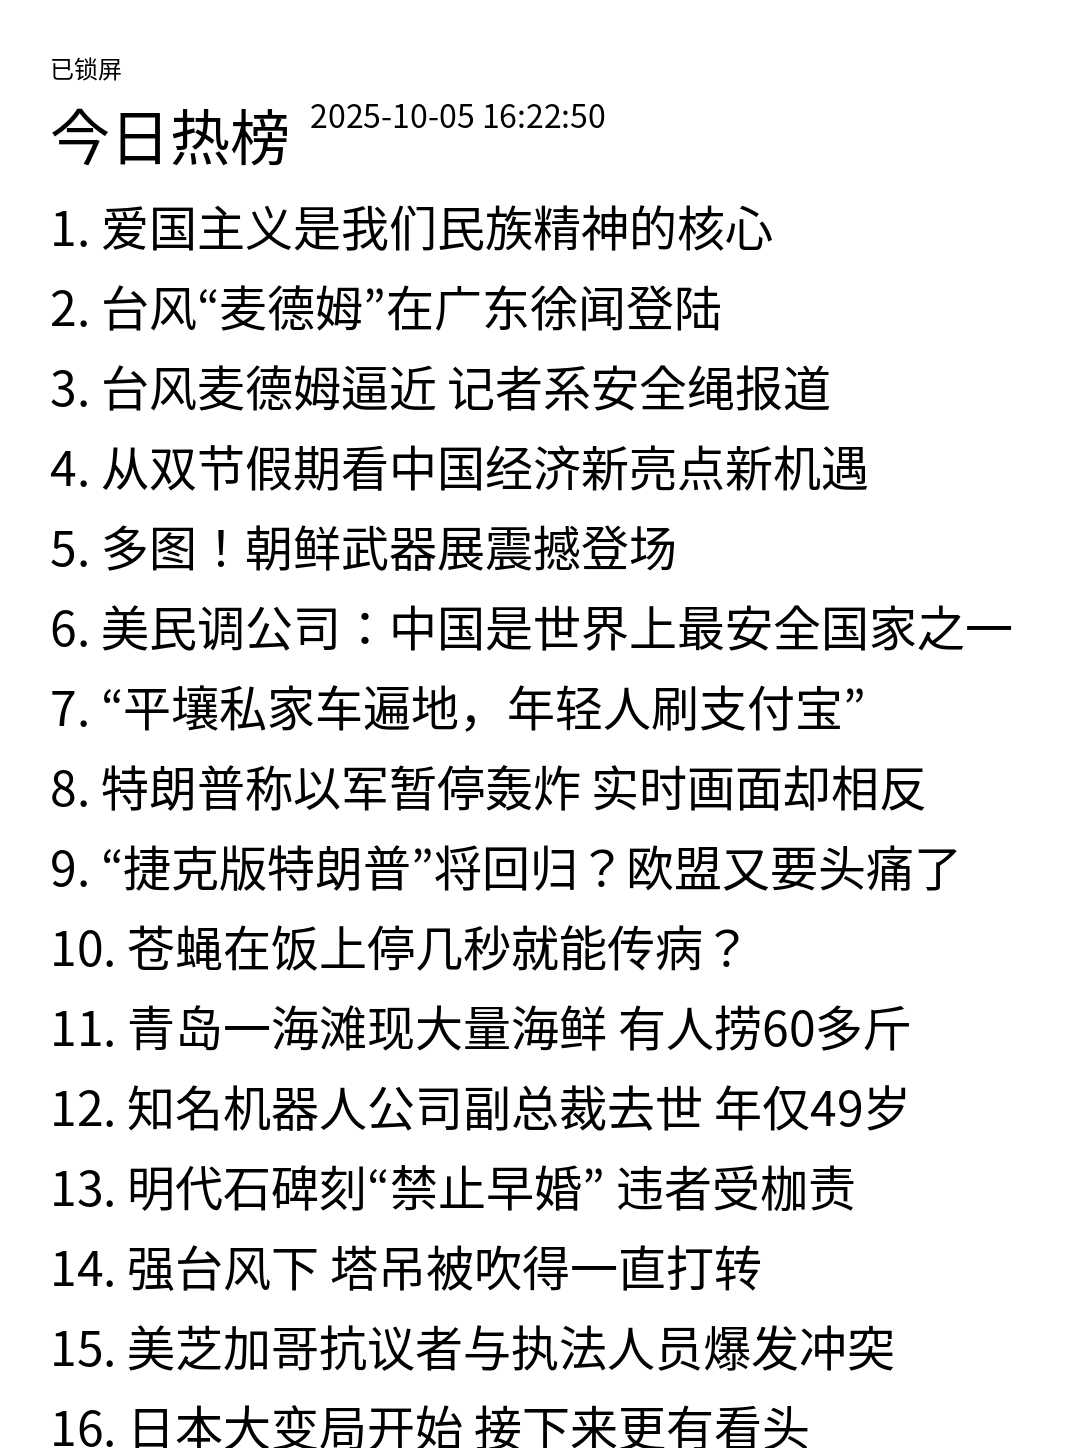 已锁屏
今日热榜 2025-10-05 16:22:50
1. 爱国主义是我们民族精神的核心
2. 台风“麦德姆”在广东徐闻登陆
3. 台风麦德姆逼近 记者系安全绳报道
4. 从双节假期看中国经济新亮点新机遇
5. 多图！朝鲜武器展震撼登场
6. 美民调公司：中国是世界上最安全国家之一
7. “平壤私家车遍地，年轻人刷支付宝”
8. 特朗普称以军暂停轰炸 实时画面却相反
9. “捷克版特朗普”将回归？欧盟又要头痛了
10. 苍蝇在饭上停几秒就能传病？
11. 青岛一海滩现大量海鲜 有人捞60多斤
12. 知名机器人公司副总裁去世 年仅49岁
13. 明代石碑刻“禁止早婚” 违者受枷责
14. 强台风下 塔吊被吹得一直打转
15. 美芝加哥抗议者与执法人员爆发冲突
16. 日本大变局开始 接下来更有看头